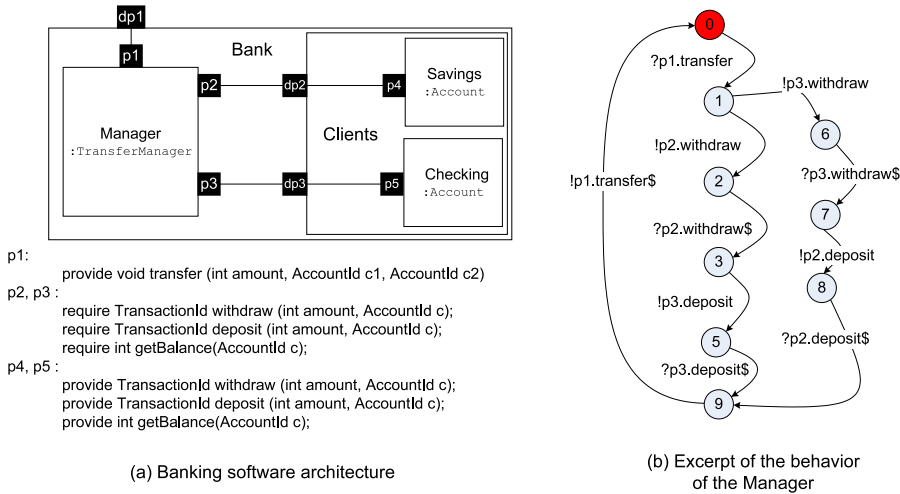 dp1
Bank
p1
Manager
:TransferManager
p2
dp2
p4
Savings
:Account
Clients
p3
dp3
p5
Checking
:Account
p1:
provide void transfer (int amount, AccountId c1, AccountId c2)
p2, p3 :
require TransactionId withdraw (int amount, AccountId c);
require TransactionId deposit (int amount, AccountId c);
require int getBalance(AccountId c);
p4, p5 :
provide TransactionId withdraw (int amount, AccountId c);
provide TransactionId deposit (int amount, AccountId c);
provide int getBalance(AccountId c);
(a) Banking software architecture
0
?p1.transfer
1
!p3.withdraw
6
!p2.withdraw
!p1.transfer$
2
?p3.withdraw$
7
?p2.withdraw$
3
!p2.deposit
8
!p3.deposit
5
?p2.deposit$
?p3.deposit$
9
(b) Excerpt of the behavior
of the Manager